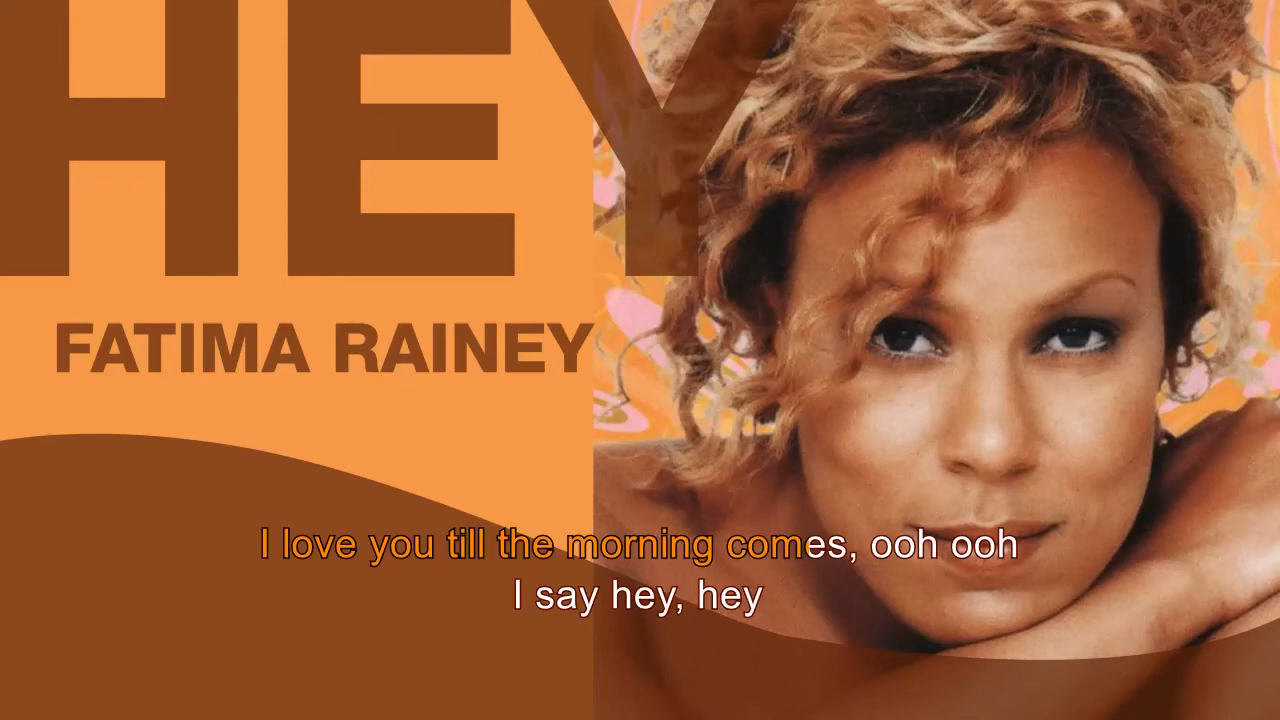 HEY
FATIMA RAINEY
I love you till the morning comes, ooh ooh
I say hey, hey